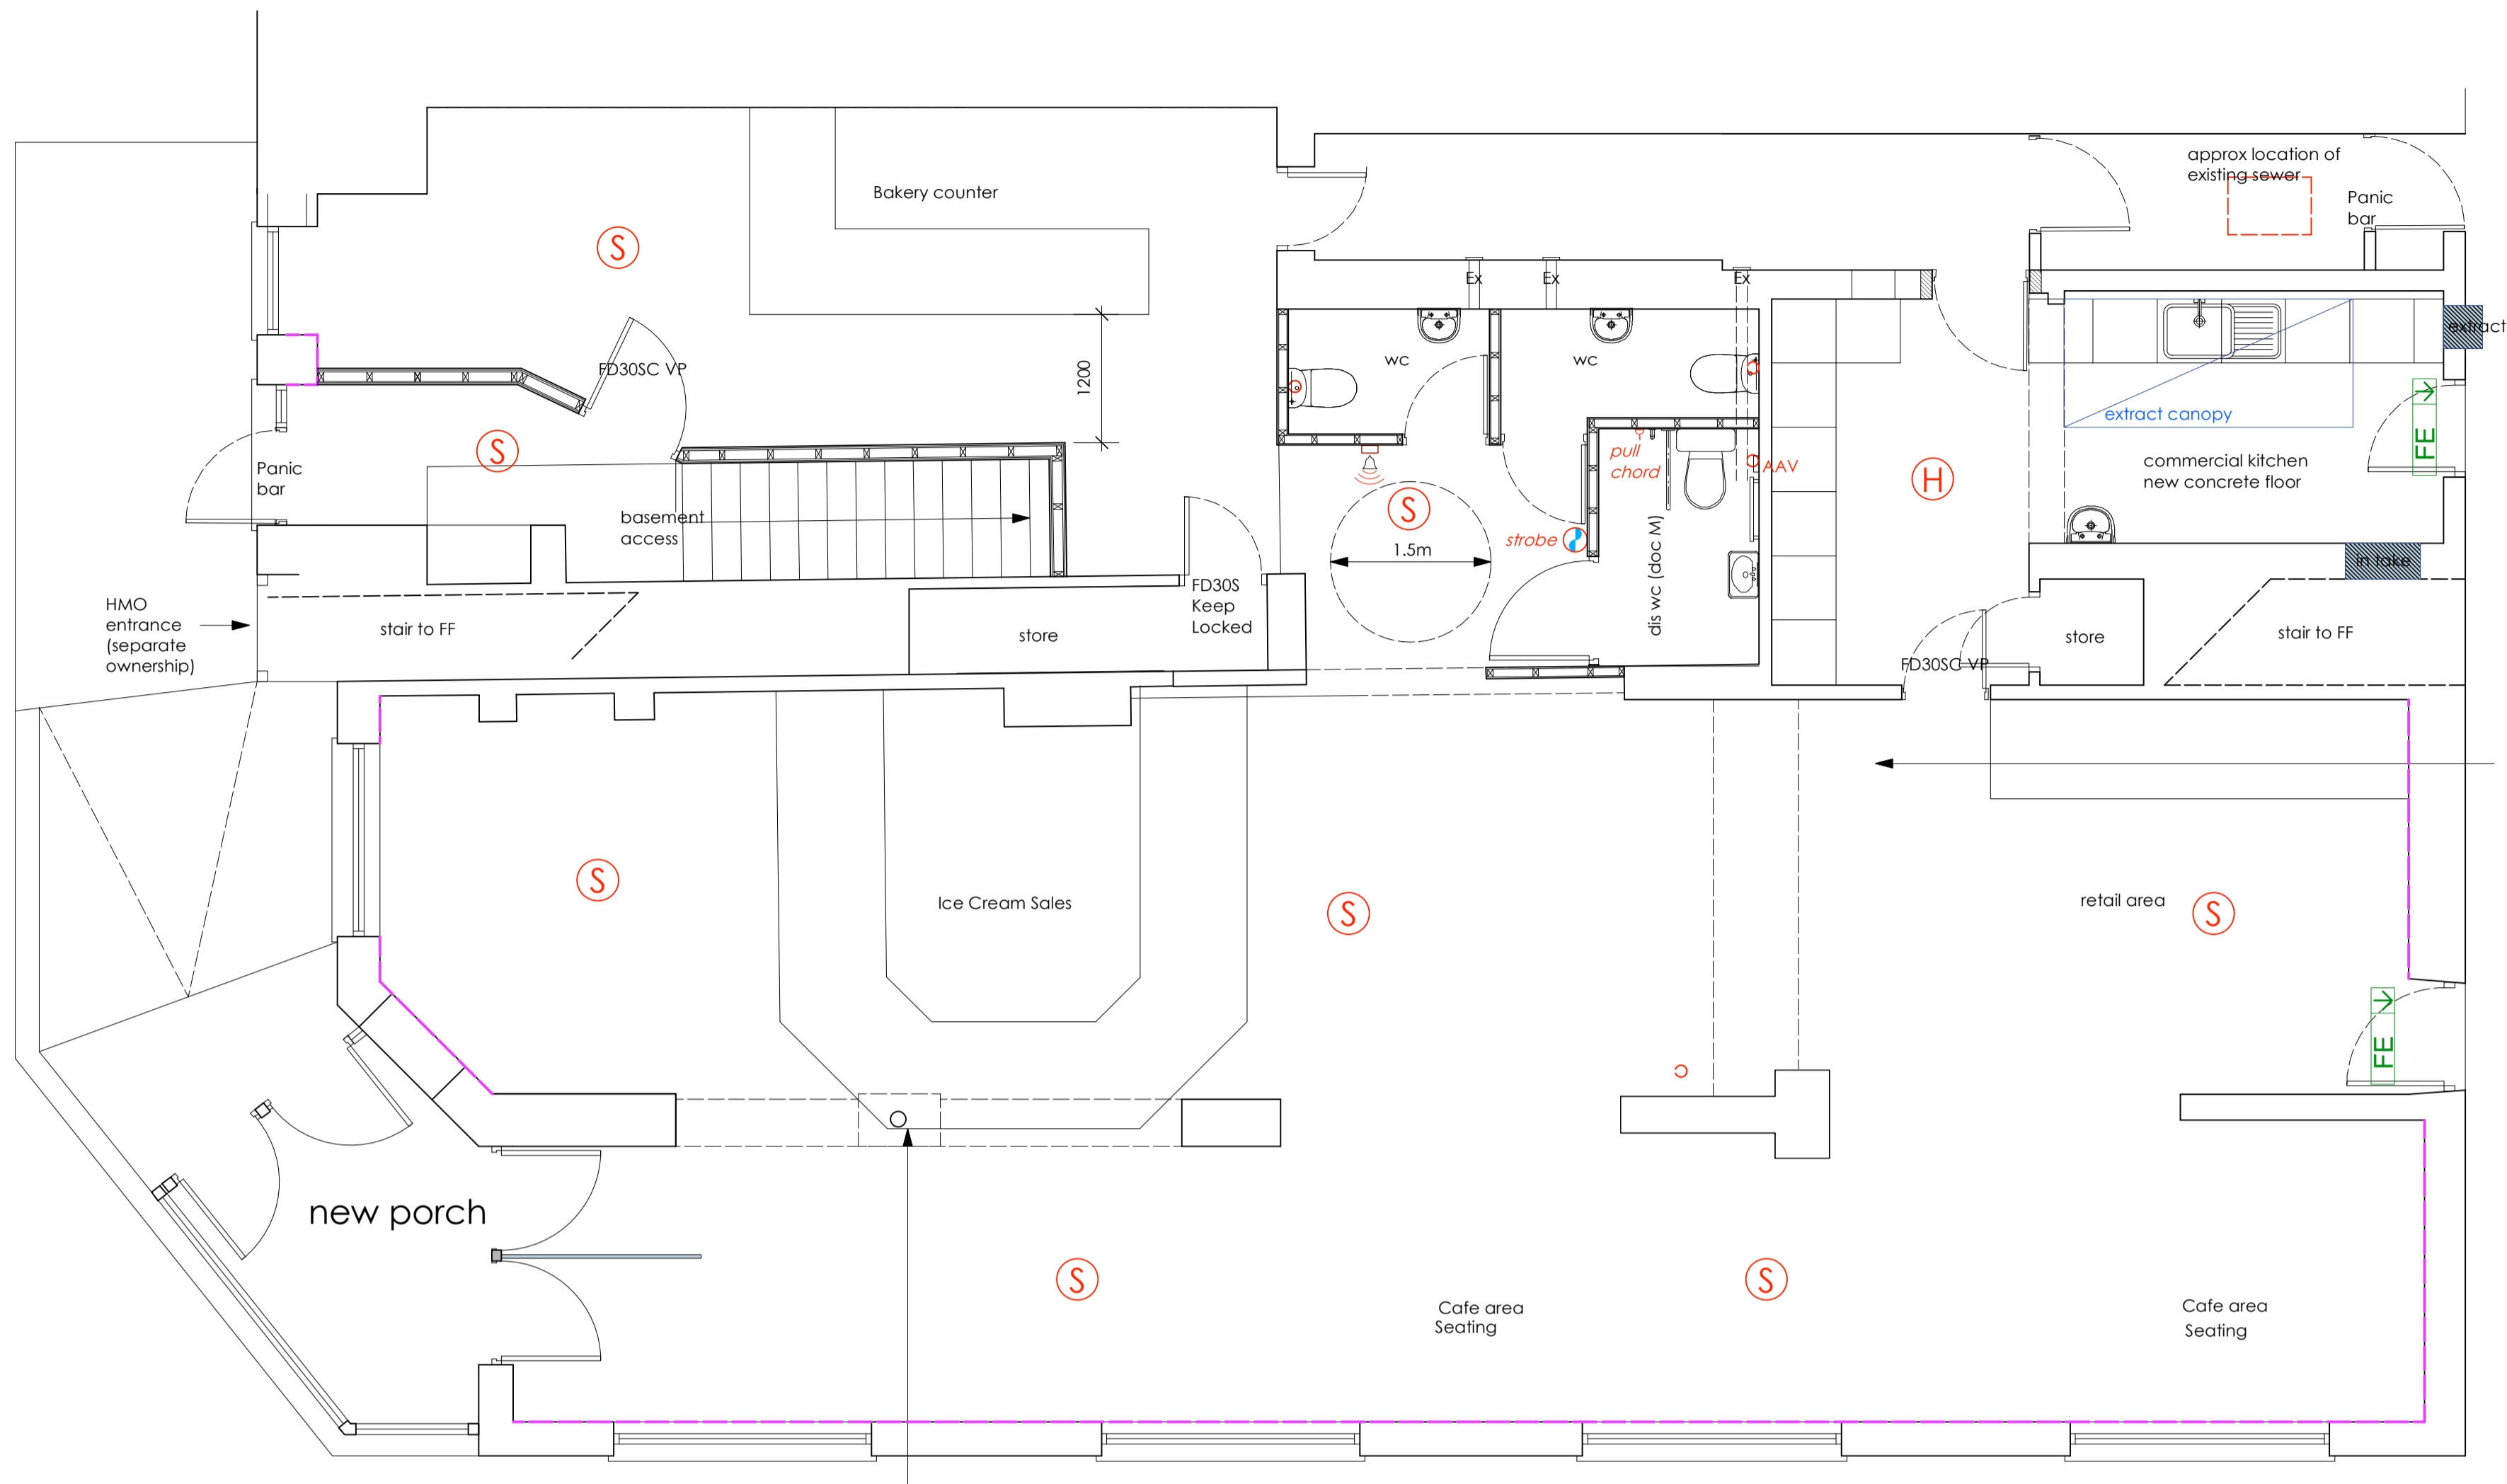 approx location of
existing sewer
Bakery counter
Panic
bar
S
Ex
Ex
Ex
extract
wc
wc
FD30SC VP
1200
extract canopy
FE
S
Panic
bar
pull
chord
AAV
H
commercial kitchen
new concrete floor
basement
access
S
strobe
1.5m
dis wc (doc M)
in take
FD30S
Keep
Locked
HMO
entrance
(separate
ownership)
stair to FF
store
store
stair to FF
FD30SC VP
S
Ice Cream Sales
S
retail area
S
FE
new porch
S
S
Cafe area
Seating
Cafe area
Seating